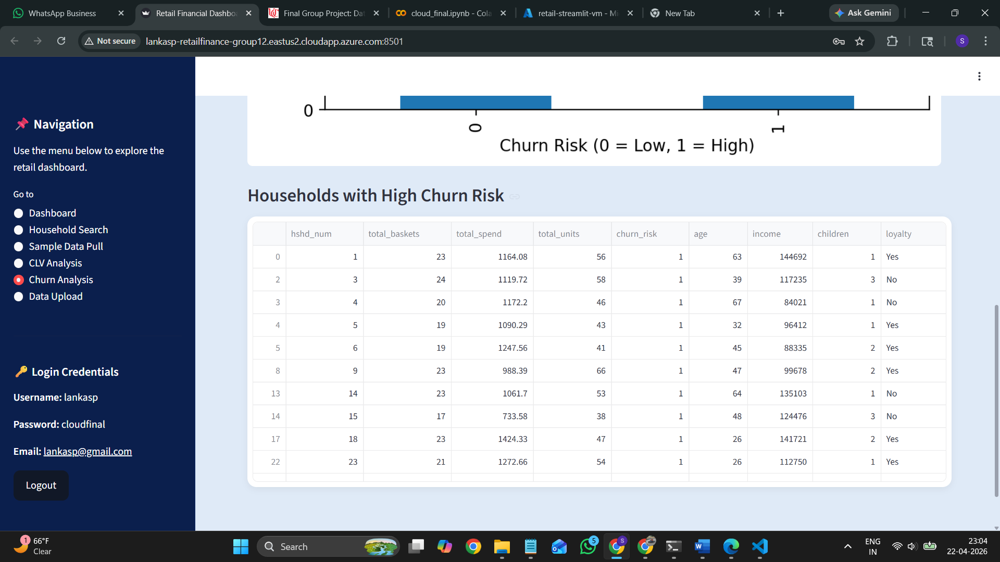 WhatsApp Business
Retail Financial Dashbo
Final Group Project: Dat
cloud_final.ipynb - Cola
retail-streamlit-vm - Mi
New Tab
Ask Gemini
Not secure
lankasp-retailfinance-group12.eastus2.cloudapp.azure.com:8501
S
Navigation
Use the menu below to explore the
retail dashboard.
Go to
Dashboard
Household Search
Sample Data Pull
CLV Analysis
Churn Analysis
Data Upload
Login Credentials
Username: lankasp
Password: cloudfinal
Email: lankasp@gmail.com
Logout
0
0 1
Churn Risk (0 = Low, 1 = High)
Households with High Churn Risk
hshd_num total_baskets total_spend total_units churn_risk age income children loyalty
0 1 23 1164.08 56 1 63 144692 1 Yes
2 3 24 1119.72 58 1 39 117235 3 No
3 4 20 1172.2 46 1 67 84021 1 No
4 5 19 1090.29 43 1 32 96412 1 Yes
5 6 19 1247.56 41 1 45 88335 2 Yes
8 9 23 988.39 66 1 47 99678 2 Yes
13 14 23 1061.7 53 1 64 135103 1 No
14 15 17 733.58 38 1 48 124476 3 No
17 18 23 1424.33 47 1 26 141721 2 Yes
22 23 21 1272.66 54 1 26 112750 1 Yes
1
66°F
Clear
Search
5
S
ENG
IN
23:04
22-04-2026